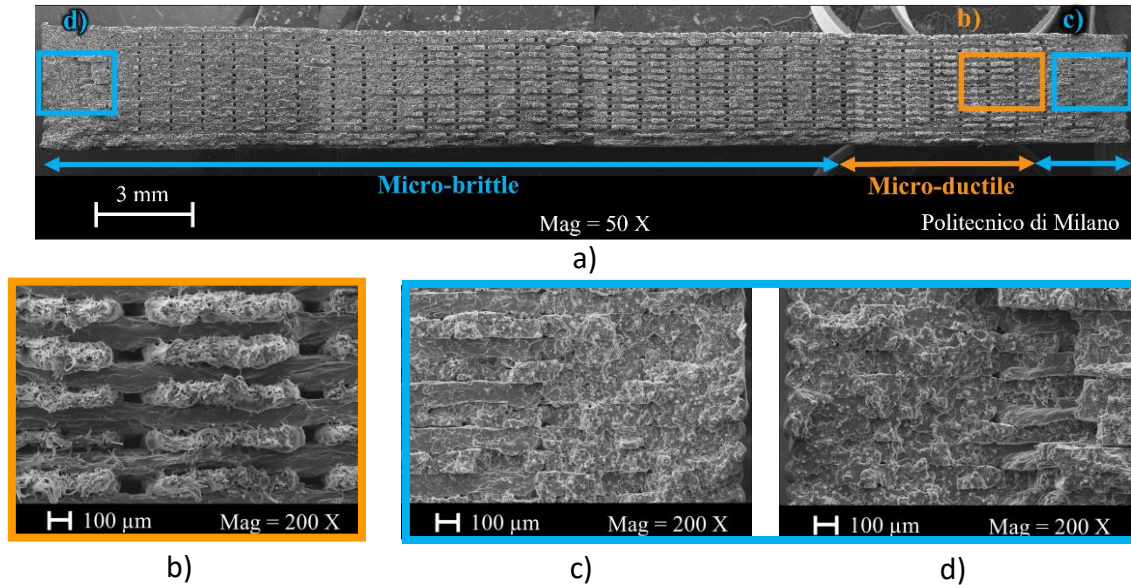 d)
b)
c)
Micro-brittle
Micro-ductile
3 mm
Mag = 50 X
Politecnico di Milano
a)
100 µm
Mag = 200 X
100 µm
Mag = 200 X
100 µm
Mag = 200 X
b)
c)
d)